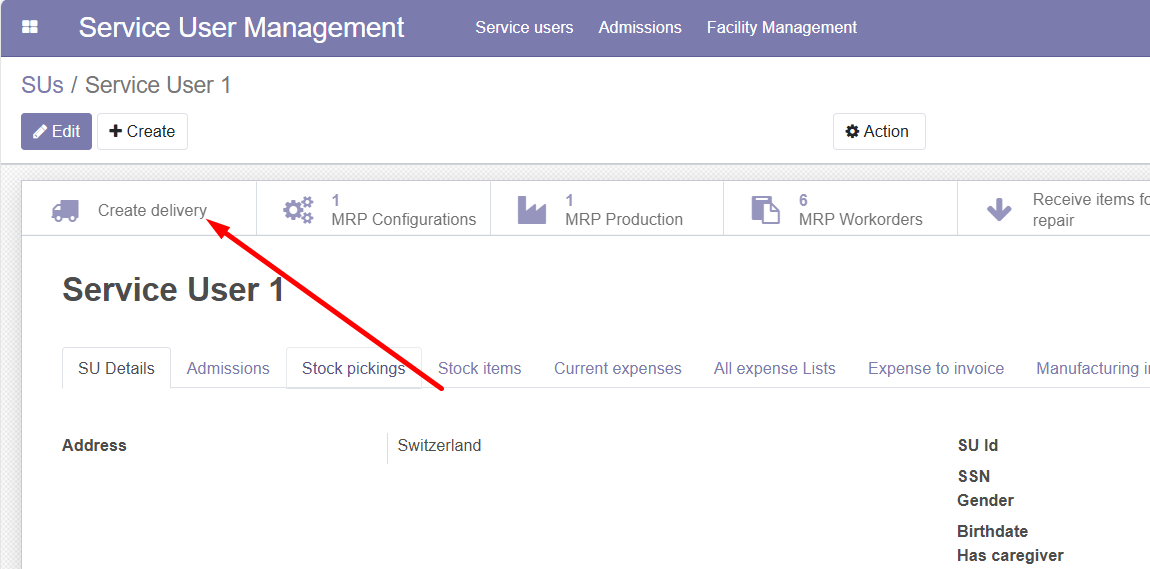 Service User Management Service users Admissions Facility Management
SUs / Service User 1
Edit Create Action
Create delivery
1
MRP Configurations
1
MRP Production
6
MRP Workorders
Receive items fo
repair
Service User 1
SU Details Admissions Stock pickings Stock items Current expenses All expense Lists Expense to invoice Manufacturing i
Address Switzerland
SU Id
SSN
Gender
Birthdate
Has caregiver